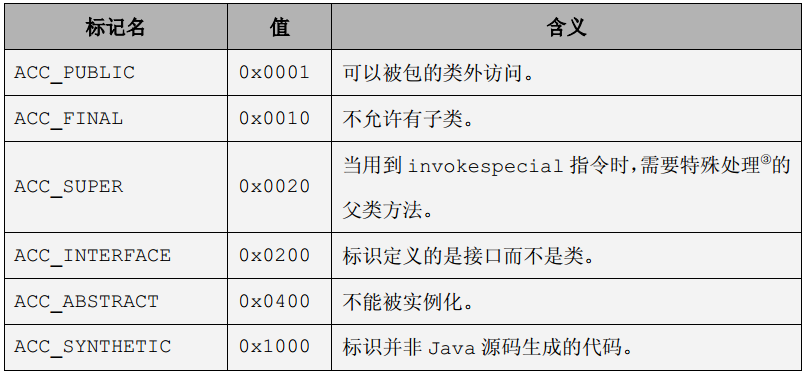 标记名 值 含义
ACC_PUBLIC 0x0001 可以被包的类外访问。
ACC_FINAL 0x0010 不允许有子类。
ACC_SUPER 0x0020 当用到 invokespecial 指令时，需要特殊处理③的
父类方法。
ACC_INTERFACE 0x0200 标识定义的是接口而不是类。
ACC_ABSTRACT 0x0400 不能被实例化。
ACC_SYNTHETIC 0x1000 标识并非 Java 源码生成的代码。